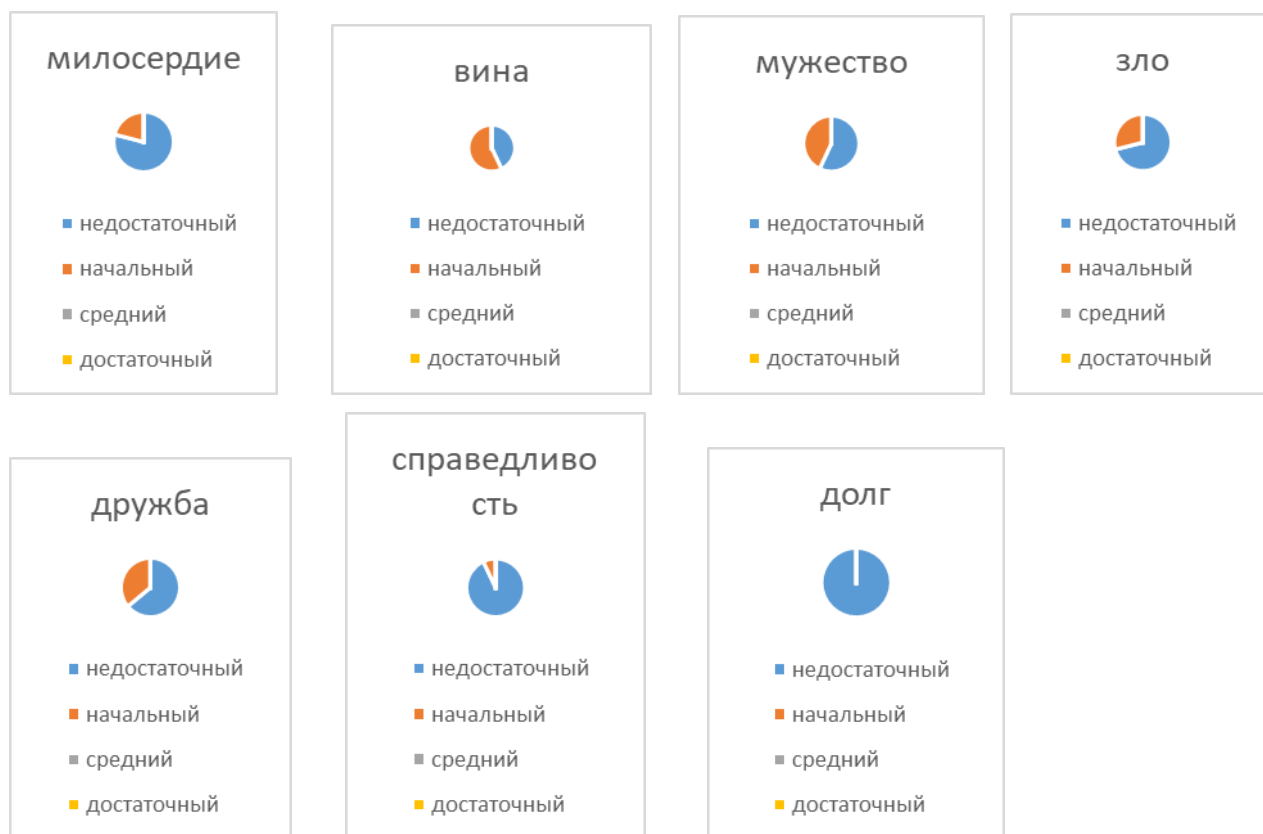 милосердие
недостаточный
начальный
средний
достаточный
вина
недостаточный
начальный
средний
достаточный
мужество
недостаточный
начальный
средний
достаточный
зло
недостаточный
начальный
средний
достаточный
дружба
недостаточный
начальный
средний
достаточный
справедливо
сть
недостаточный
начальный
средний
достаточный
долг
недостаточный
начальный
средний
достаточный